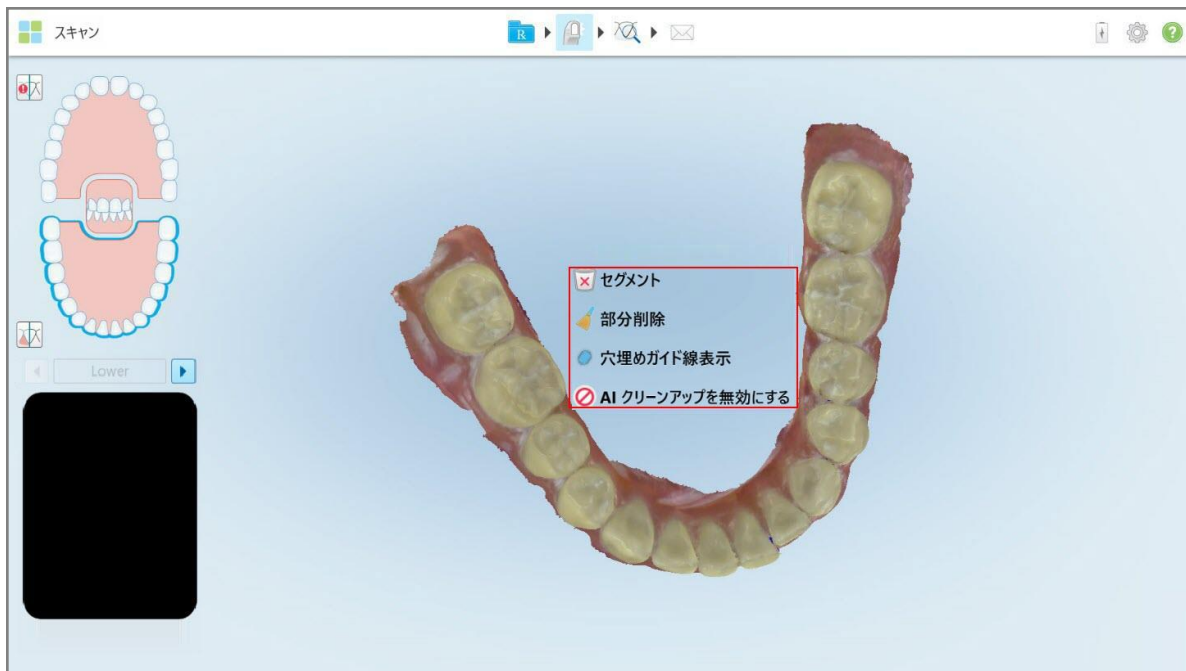 スキャン
R
Lower
セグメント
部分削除
穴埋めガイド線表示
AI クリーンアップを無効にする